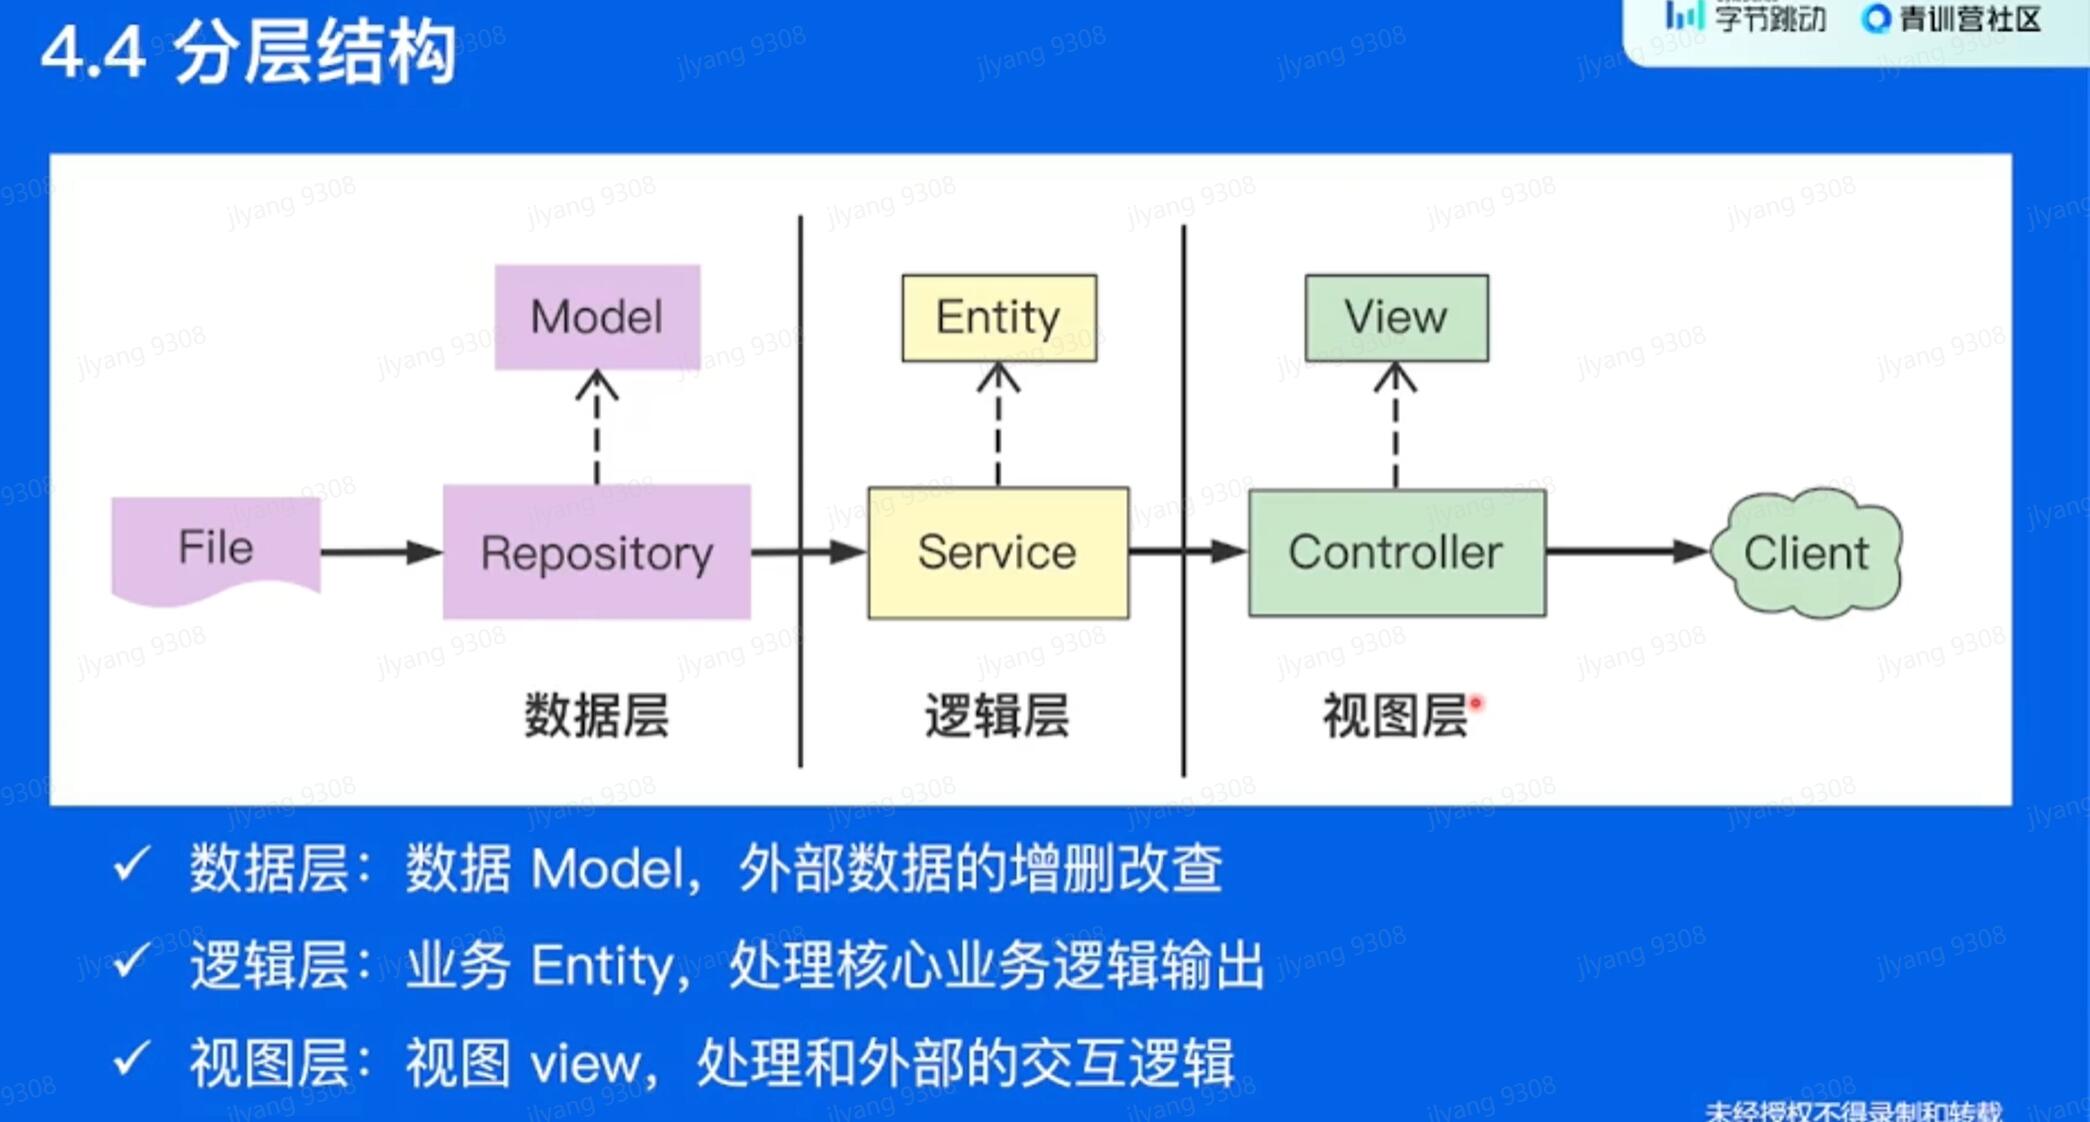 4.4 分层结构
字节跳动 青训营社区
Model
Entity
View
File
Repository
Service
Controller
Client
数据层
逻辑层
视图层
✓ 数据层：数据 Model，外部数据的增删改查
✓ 逻辑层：业务 Entity，处理核心业务逻辑输出
✓ 视图层：视图 view，处理和外部的交互逻辑
未经授权不得录制和转载
jlyang 9308